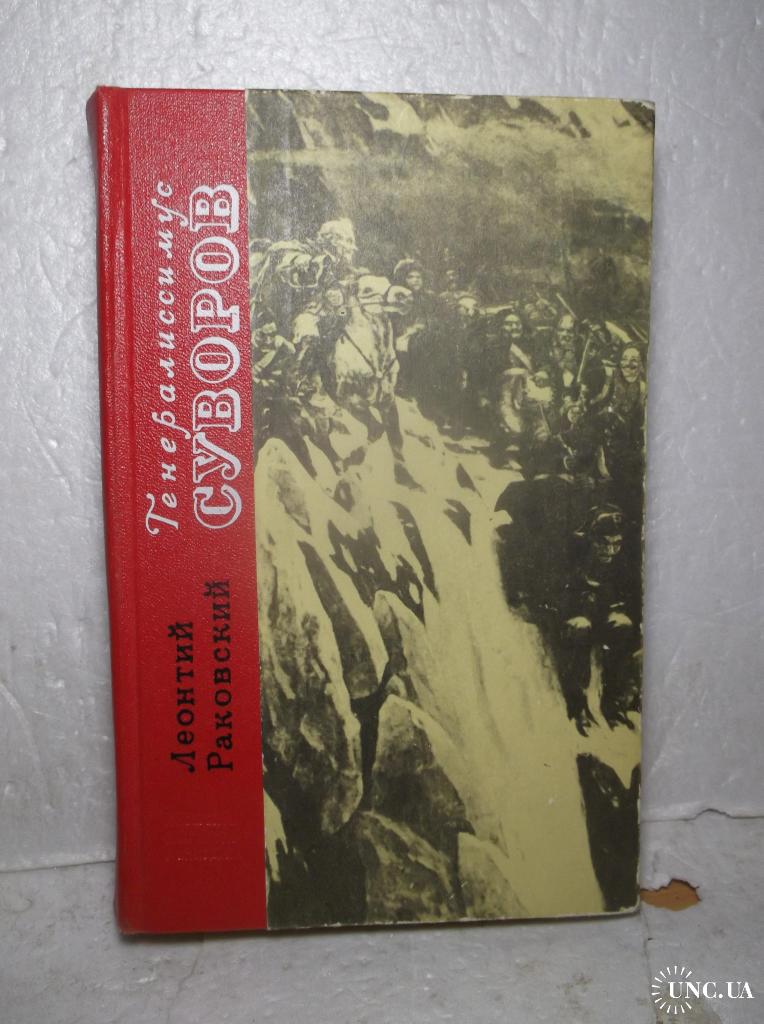 Леонтий
Раковский
Генералиссимус
СУВОРОВ
UNC.UA